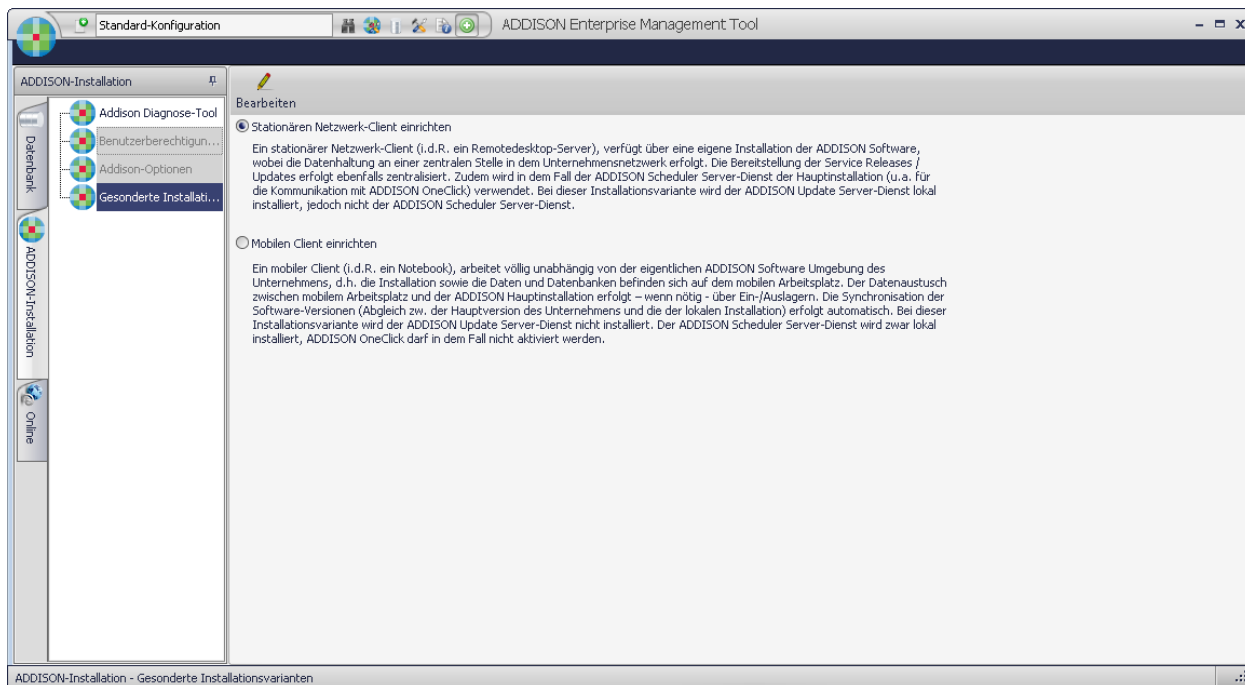 Standard-Konfiguration
ADDISON Enterprise Management Tool
ADDISON-Installation
Datenbank
ADDISON-Installation
Online
Addison Diagnose-Tool
Benutzerberechtigun...
Addison-Optionen
Gesonderte Installati...
Bearbeiten
Stationären Netzwerk-Client einrichten
Ein stationärer Netzwerk-Client (i.d.R. ein Remotedesktop-Server), verfügt über eine eigene Installation der ADDISON Software,
wobei die Datenhaltung an einer zentralen Stelle in dem Unternehmensnetzwerk erfolgt. Die Bereitstellung der Service Releases /
Updates erfolgt ebenfalls zentralisiert. Zudem wird in dem Fall der ADDISON Scheduler Server-Dienst der Hauptinstallation (u.a. für
die Kommunikation mit ADDISON OneClick) verwendet. Bei dieser Installationsvariante wird der ADDISON Update Server-Dienst lokal
installiert, jedoch nicht der ADDISON Scheduler Server-Dienst.
Mobilen Client einrichten
Ein mobiler Client (i.d.R. ein Notebook), arbeitet völlig unabhängig von der eigentlichen ADDISON Software Umgebung des
Unternehmens, d.h. die Installation sowie die Daten und Datenbanken befinden sich auf dem mobilen Arbeitsplatz. Der Datenaustausch
zwischen mobilem Arbeitsplatz und der ADDISON Hauptinstallation erfolgt – wenn nötig - über Ein-/Auslagern. Die Synchronisation der
Software-Versionen (Abgleich zw. der Hauptversion des Unternehmens und die der lokalen Installation) erfolgt automatisch. Bei dieser
Installationsvariante wird der ADDISON Update Server-Dienst nicht installiert. Der ADDISON Scheduler Server-Dienst wird zwar lokal
installiert, ADDISON OneClick darf in dem Fall nicht aktiviert werden.
ADDISON-Installation - Gesonderte Installationsvarianten